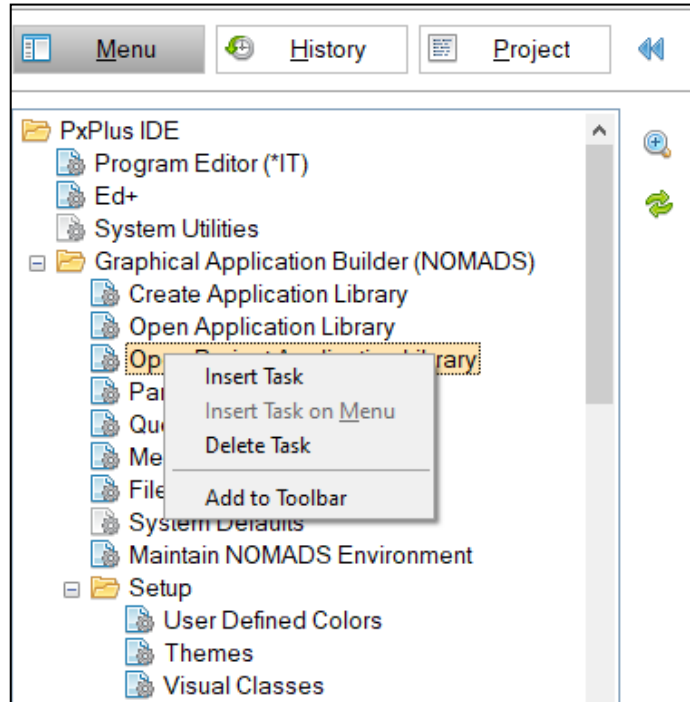 Menu History Project
PxPlus IDE
Program Editor (*IT)
Ed+
System Utilities
Graphical Application Builder (NOMADS)
Create Application Library
Open Application Library
Insert Task
Insert Task on Menu
Delete Task
Add to Toolbar
System Defaults
Maintain NOMADS Environment
Setup
User Defined Colors
Themes
Visual Classes